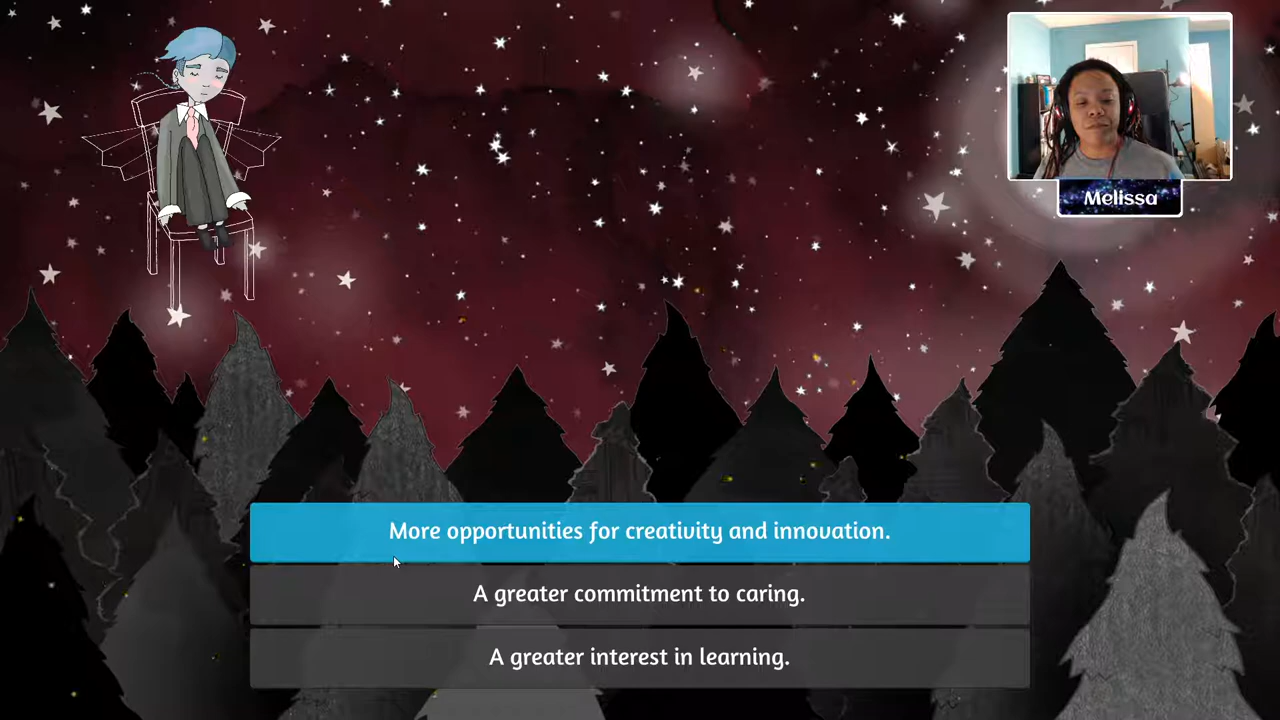 Melissa
More opportunities for creativity and innovation.
A greater commitment to caring.
A greater interest in learning.